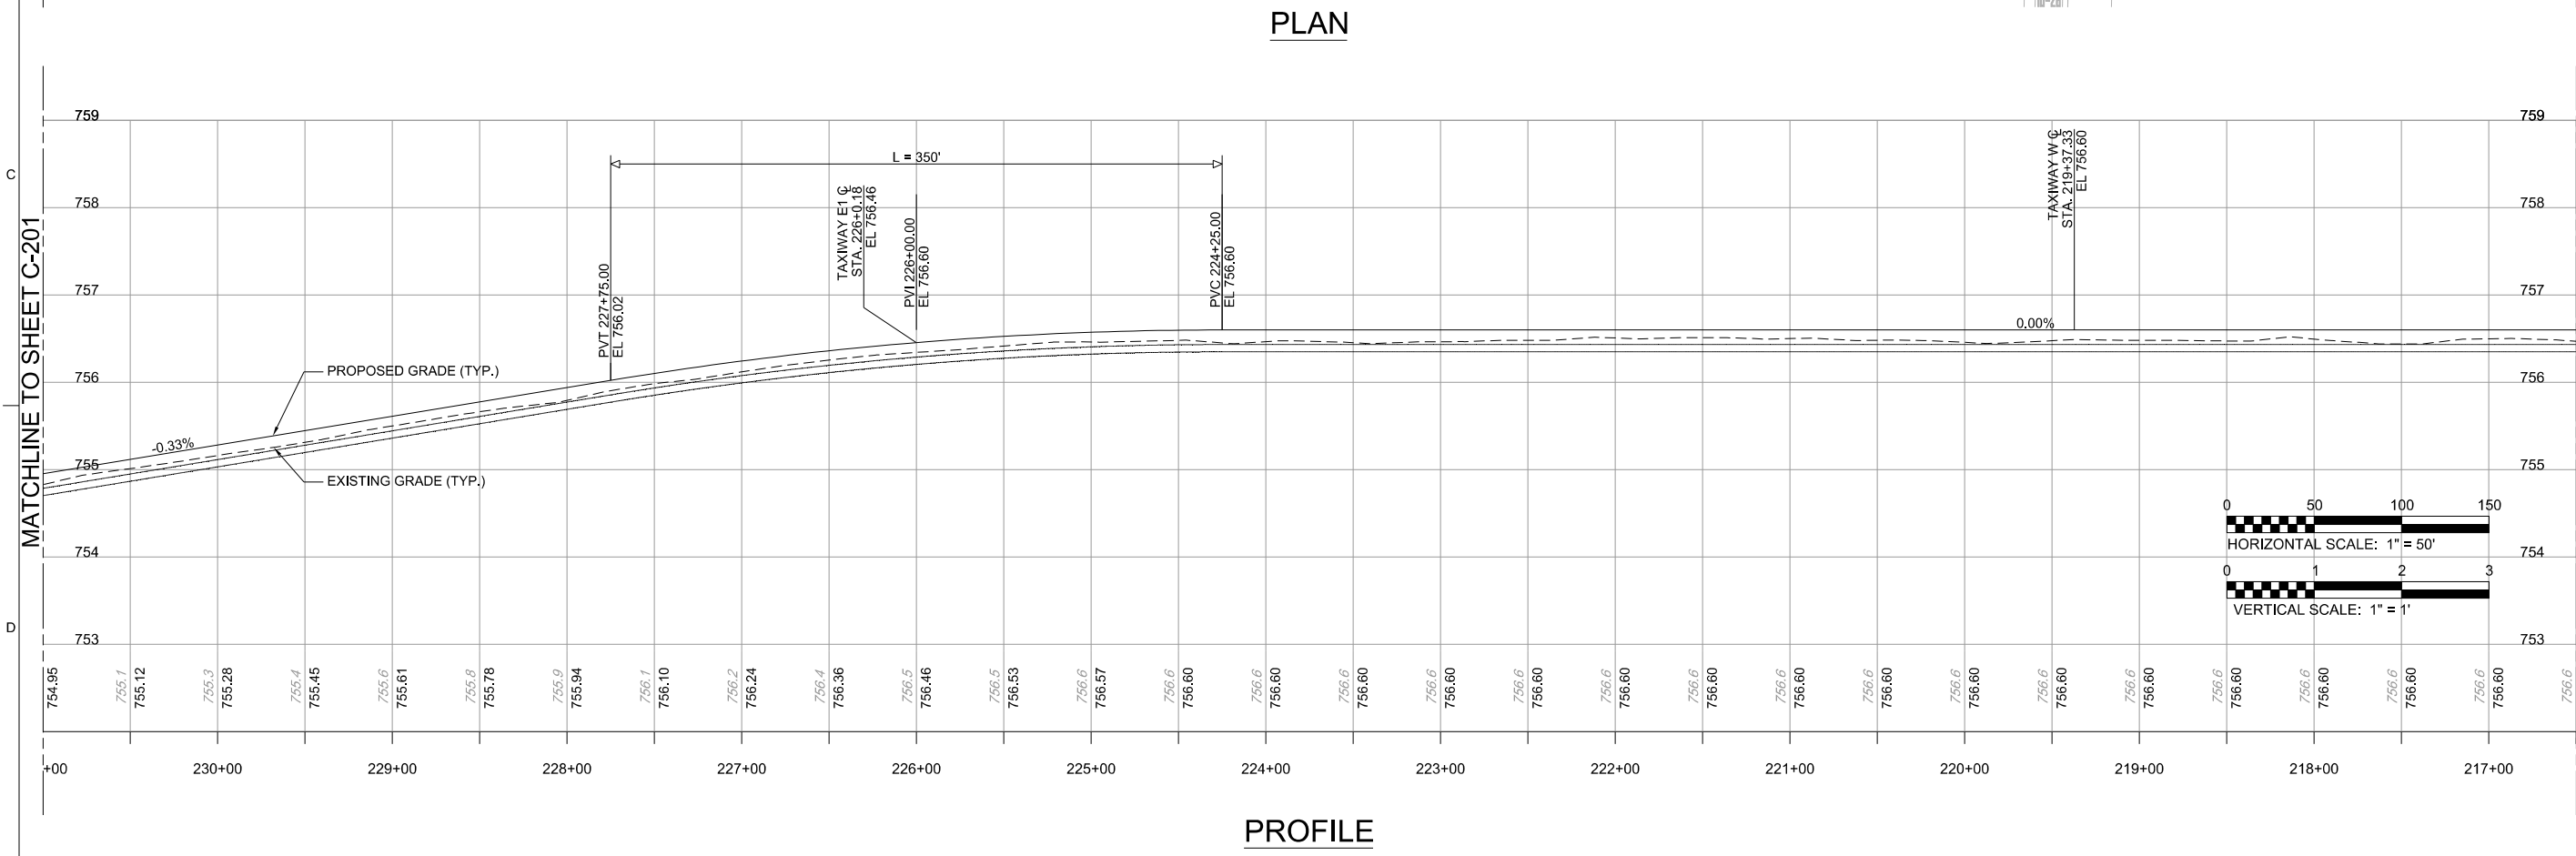 PLAN
759
759
L = 350'
C
TAXIWAY W ℄
STA. 219+37.33
EL 756.60
TAXIWAY E1 ℄
STA. 226+0.18
EL 756.46
758
758
PVI 226+00.00
EL 756.60
PVC 224+25.00
EL 756.60
PVT 227+75.00
EL 756.02
MATCHLINE TO SHEET C-201
757
757
0.00%
756
756
PROPOSED GRADE (TYP.)
-0.33%
755
755
EXISTING GRADE (TYP.)
0 50 100 150
HORIZONTAL SCALE: 1" = 50'
754
754
0 1 2 3
VERTICAL SCALE: 1" = 1'
D
753
753
754.95
755.1
755.12
755.3
755.28
755.4
755.45
755.6
755.61
755.8
755.78
755.9
755.94
756.1
756.10
756.2
756.24
756.4
756.36
756.5
756.46
756.5
756.53
756.6
756.57
756.6
756.60
756.6
756.60
756.6
756.60
756.6
756.60
756.6
756.60
756.6
756.60
756.6
756.60
756.6
756.60
756.6
756.60
756.6
756.60
756.6
756.60
756.6
756.60
756.6
756.60
756.6
756.60
756.6
756.60
756.6
756.60
756.6
+00 230+00 229+00 228+00 227+00 226+00 225+00 224+00 223+00 222+00 221+00 220+00 219+00 218+00 217+00
PROFILE